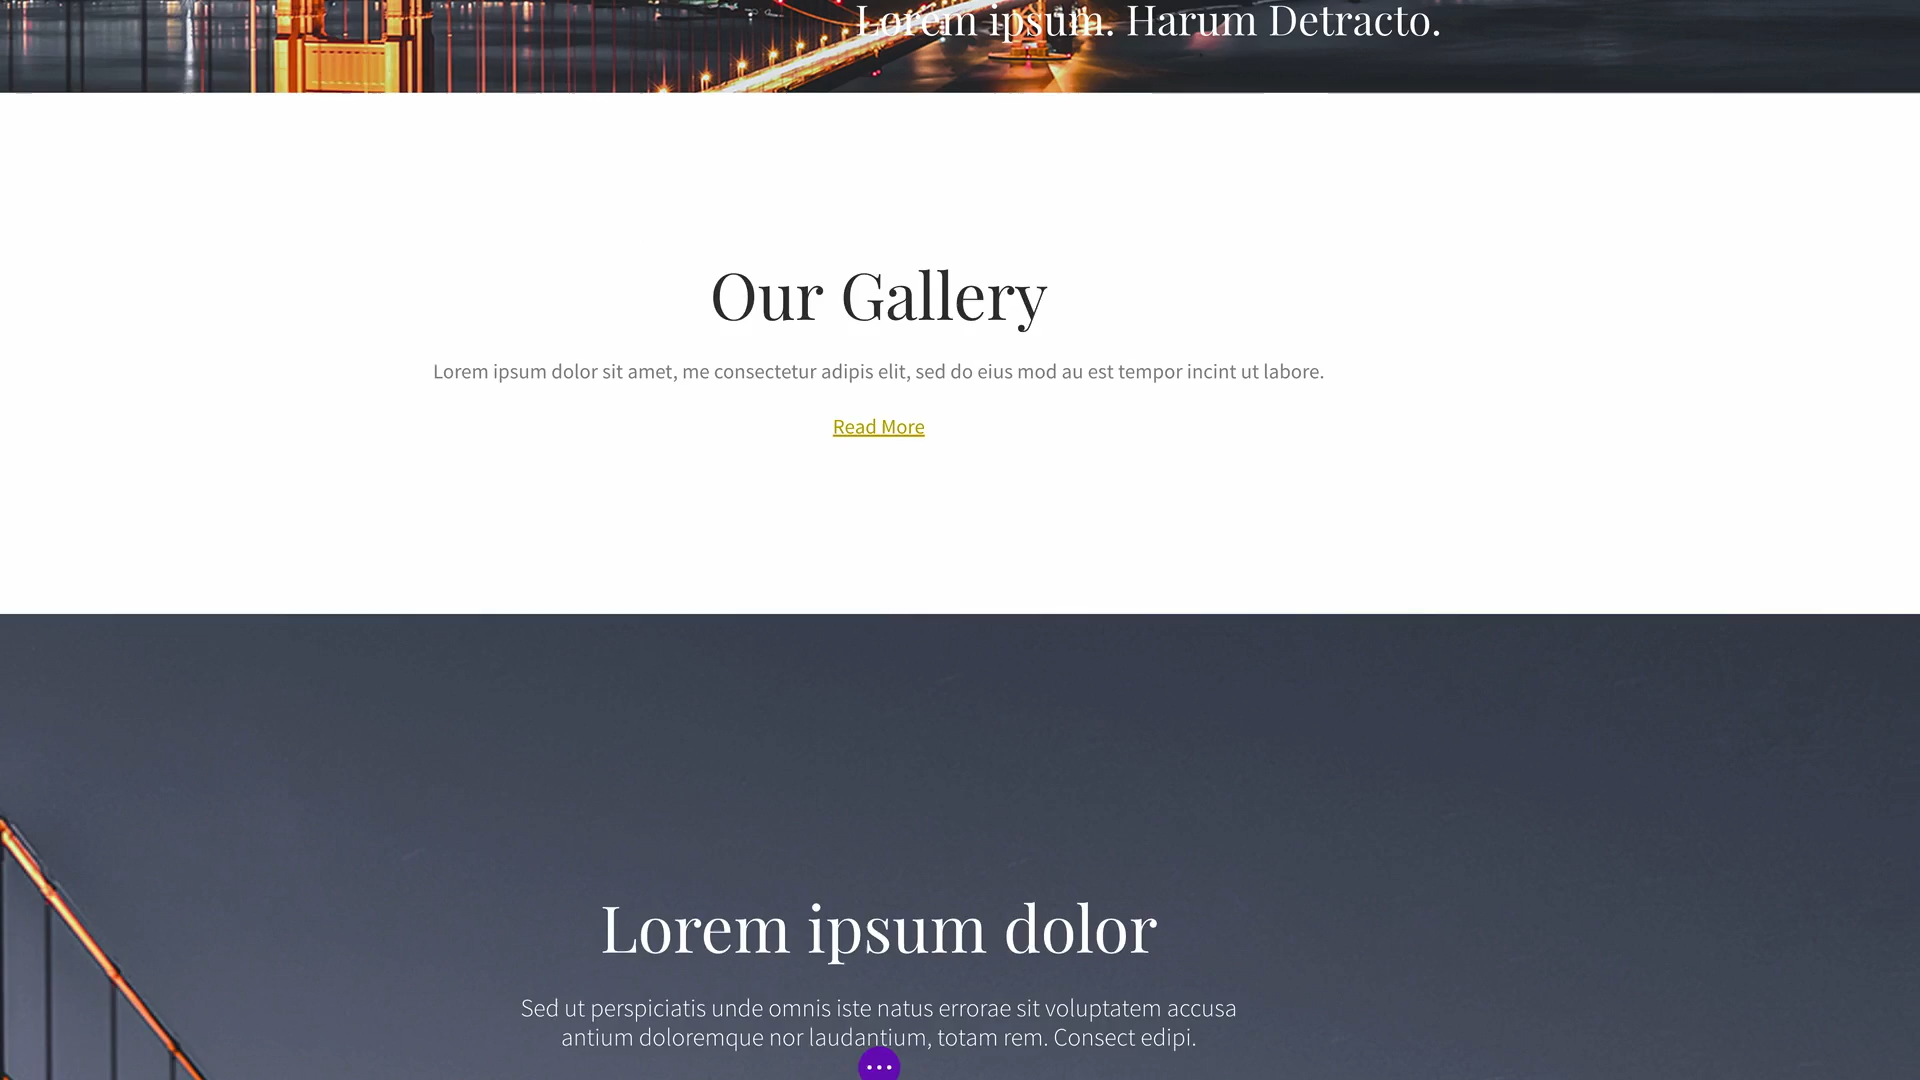 Lorem ipsum. Harum Detracto.
Our Gallery
Lorem ipsum dolor sit amet, me consectetur adipis elit, sed do eius mod au est tempor incint ut labore.
Read More
Lorem ipsum dolor
Sed ut perspiciatis unde omnis iste natus errorae sit voluptatem accusa
antium doloremque nor laudantium, totam rem. Consect edipi.